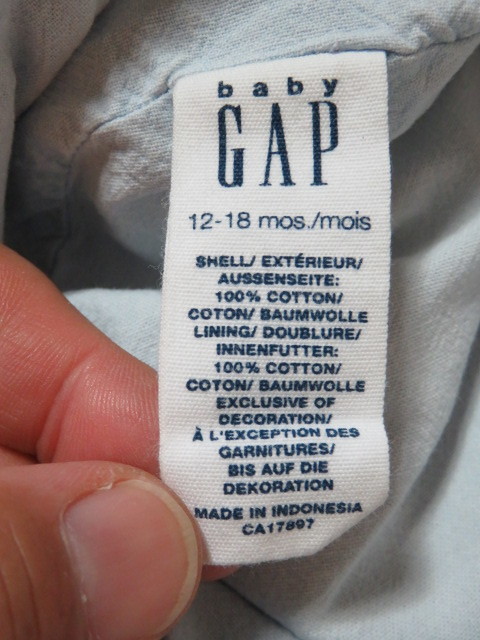 baby
GAP
12-18 mos./mois
SHELL/ EXTÉRIEUR/
AUSSENSEITE:
100% COTTON/
COTON/ BAUMWOLLE
LINING/ DOUBLURE/
INNENFUTTER:
100% COTTON/
COTON/ BAUMWOLLE
EXCLUSIVE OF
DECORATION/
À L'EXCEPTION DES
GARNITURES/
BIS AUF DIE
DEKORATION
MADE IN INDONESIA
CA17897